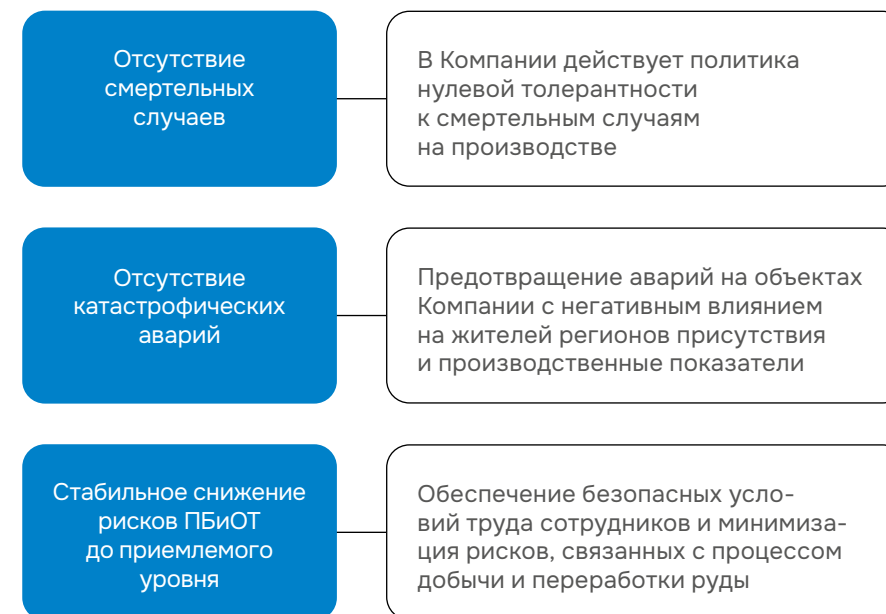 Отсутствие
смертельных
случаев
В Компании действует политика
нулевой толерантности
к смертельным случаям
на производстве
Отсутствие
катастрофических
аварий
Предотвращение аварий на объектах
Компании с негативным влиянием
на жителей регионов присутствия
и производственные показатели
Стабильное снижение
рисков ПБиОТ
до приемлемого
уровня
Обеспечение безопасных усло-
вий труда сотрудников и минимиза-
ция рисков, связанных с процессом
добычи и переработки руды